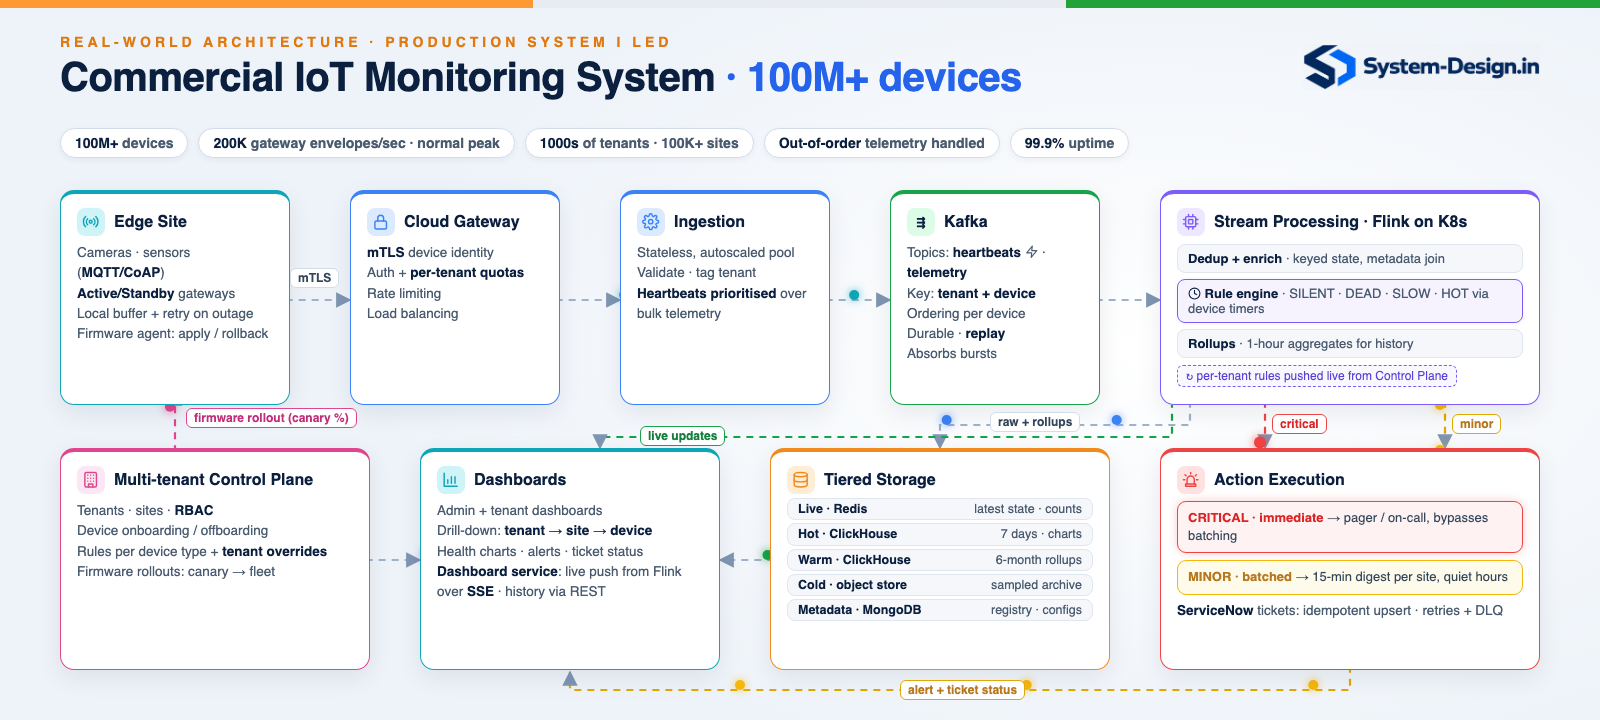 REAL-WORLD ARCHITECTURE · PRODUCTION SYSTEM I LED
Commercial IoT Monitoring System · 100M+ devices
System-Design.in
100M+ devices
200K gateway envelopes/sec · normal peak
1000s of tenants · 100K+ sites
Out-of-order telemetry handled
99.9% uptime
Edge Site
Cameras · sensors
(MQTT/CoAP)
Active/Standby gateways
Local buffer + retry on outage
Firmware agent: apply / rollback
mTLS
Cloud Gateway
mTLS device identity
Auth + per-tenant quotas
Rate limiting
Load balancing
Ingestion
Stateless, autoscaled pool
Validate · tag tenant
Heartbeats prioritised over
bulk telemetry
Kafka
Topics: heartbeats ·
telemetry
Key: tenant + device
Ordering per device
Durable · replay
Absorbs bursts
Stream Processing · Flink on K8s
Dedup + enrich · keyed state, metadata join
Rule engine · SILENT · DEAD · SLOW · HOT via
device timers
Rollups · 1-hour aggregates for history
↻ per-tenant rules pushed live from Control Plane
firmware rollout (canary %)
live updates
raw + rollups
critical
minor
Multi-tenant Control Plane
Tenants · sites · RBAC
Device onboarding / offboarding
Rules per device type + tenant overrides
Firmware rollouts: canary → fleet
Dashboards
Admin + tenant dashboards
Drill-down: tenant → site → device
Health charts · alerts · ticket status
Dashboard service: live push from Flink
over SSE · history via REST
Tiered Storage
Live · Redis latest state · counts
Hot · ClickHouse 7 days · charts
Warm · ClickHouse 6-month rollups
Cold · object store sampled archive
Metadata · MongoDB registry · configs
Action Execution
CRITICAL · immediate → pager / on-call, bypasses
batching
MINOR · batched → 15-min digest per site, quiet hours
ServiceNow tickets: idempotent upsert · retries + DLQ
alert + ticket status